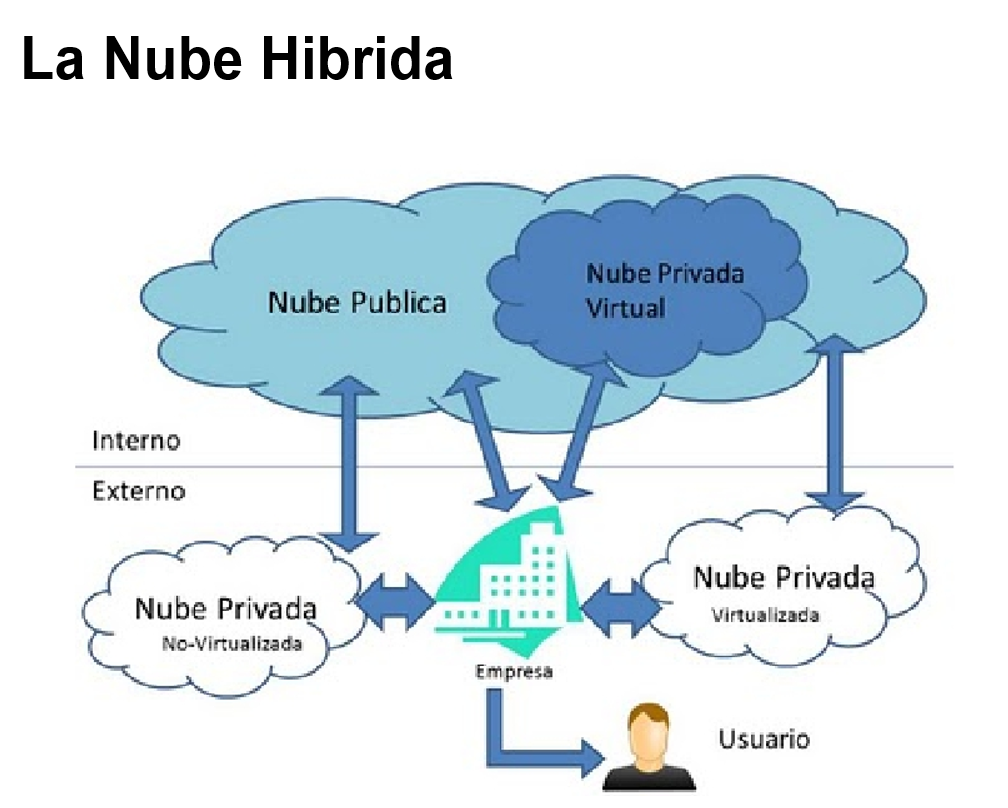 La Nube Hibrida
Nube Publica
Nube Privada
Virtual
Interno
Externo
Nube Privada
No-Virtualizada
Nube Privada
Virtualizada
Empresa
Usuario